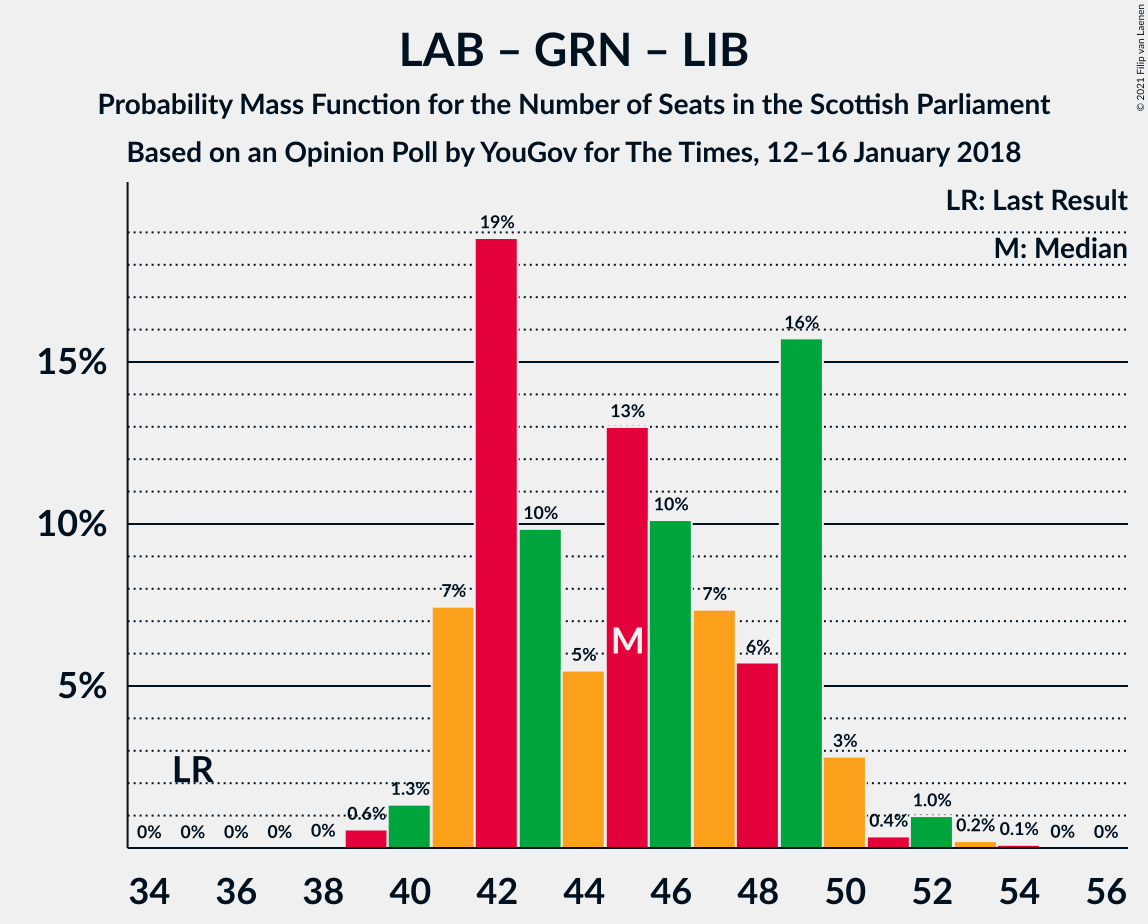 LAB – GRN – LIB
Probability Mass Function for the Number of Seats in the Scottish Parliament
Based on an Opinion Poll by YouGov for The Times, 12–16 January 2018
© 2021 Filip van Laenen
LR: Last Result
M: Median
15%
10%
5%
0%
0%
0%
0%
0%
0.6%
1.3%
7%
19%
10%
5%
13%
10%
7%
6%
16%
3%
0.4%
1.0%
0.2%
0.1%
0%
0%
LR
M
34 36 38 40 42 44 46 48 50 52 54 56